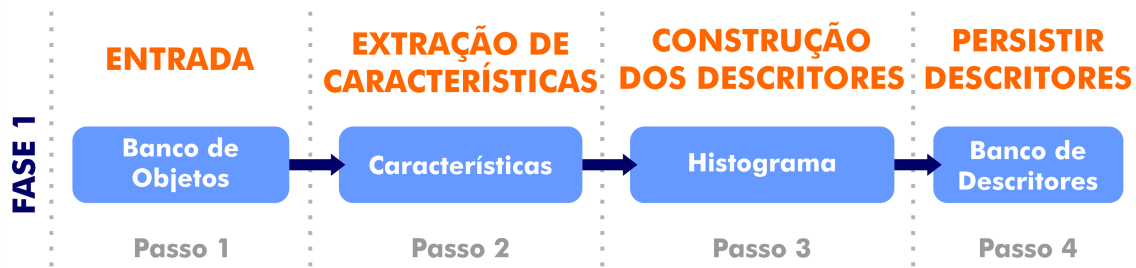 FASE 1
ENTRADA
EXTRAÇÃO DE
CARACTERÍSTICAS
CONSTRUÇÃO
DOS DESCRITORES
PERSISTIR
DESCRITORES
Banco de
Objetos
Características
Histograma
Banco de
Descritores
Passo 1
Passo 2
Passo 3
Passo 4